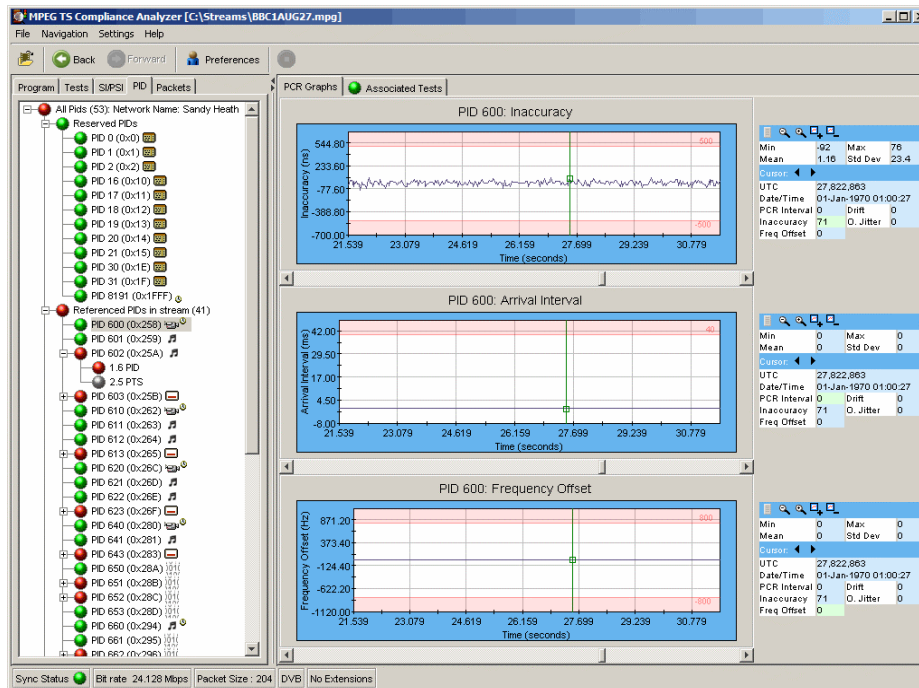 MPEG TS Compliance Analyzer [C:\Streams\BBC1AUG27.mpg]
File Navigation Settings Help
Back Forward Preferences
Program Tests SI/PSI PID Packets
All Pids (53): Network Name: Sandy Heath
Reserved PIDs
PID 0 (0x0)
PID 1 (0x1)
PID 2 (0x2)
PID 16 (0x10)
PID 17 (0x11)
PID 18 (0x12)
PID 19 (0x13)
PID 20 (0x14)
PID 21 (0x15)
PID 30 (0x1E)
PID 31 (0x1F)
PID 8191 (0x1FFF)
Referenced PIDs in stream (41)
PID 600 (0x258)
PID 601 (0x259)
PID 602 (0x25A)
1.6 PID
2.5 PTS
PID 603 (0x25B)
PID 610 (0x262)
PID 611 (0x263)
PID 612 (0x264)
PID 613 (0x265)
PID 620 (0x26C)
PID 621 (0x26D)
PID 622 (0x26E)
PID 623 (0x26F)
PID 640 (0x280)
PID 641 (0x281)
PID 643 (0x283)
PID 650 (0x28A)
PID 651 (0x28B)
PID 652 (0x28C)
PID 653 (0x28D)
PID 660 (0x294)
PID 661 (0x295)
PID 662 (0x296)
PCR Graphs Associated Tests
PID 600: Inaccuracy
Inaccuracy (ns)
544.80
233.60
-77.60
-388.80
-700.00
500
-500
21.539 23.079 24.619 26.159 27.699 29.239 30.779
Time (seconds)
Min -92 Max 76
Mean 1.16 Std Dev 23.4
Cursor:
UTC 27,822,863
Date/Time 01-Jan-1970 01:00:27
PCR Interval 0 Drift 0
Inaccuracy 71 O. Jitter 0
Freq Offset 0
PID 600: Arrival Interval
Arrival Interval (ms)
42.00
29.50
17.00
4.50
-8.00
40
21.539 23.079 24.619 26.159 27.699 29.239 30.779
Time (seconds)
Min 0 Max 0
Mean 0 Std Dev 0
Cursor:
UTC 27,822,863
Date/Time 01-Jan-1970 01:00:27
PCR Interval 0 Drift 0
Inaccuracy 71 O. Jitter 0
Freq Offset 0
PID 600: Frequency Offset
Frequency Offset (Hz)
871.20
373.40
-124.40
-622.20
-1120.00
800
-800
21.539 23.079 24.619 26.159 27.699 29.239 30.779
Time (seconds)
Min 0 Max 0
Mean 0 Std Dev 0
Cursor:
UTC 27,822,863
Date/Time 01-Jan-1970 01:00:27
PCR Interval 0 Drift 0
Inaccuracy 71 O. Jitter 0
Freq Offset 0
Sync Status Bit rate 24.128 Mbps Packet Size : 204 DVB No Extensions